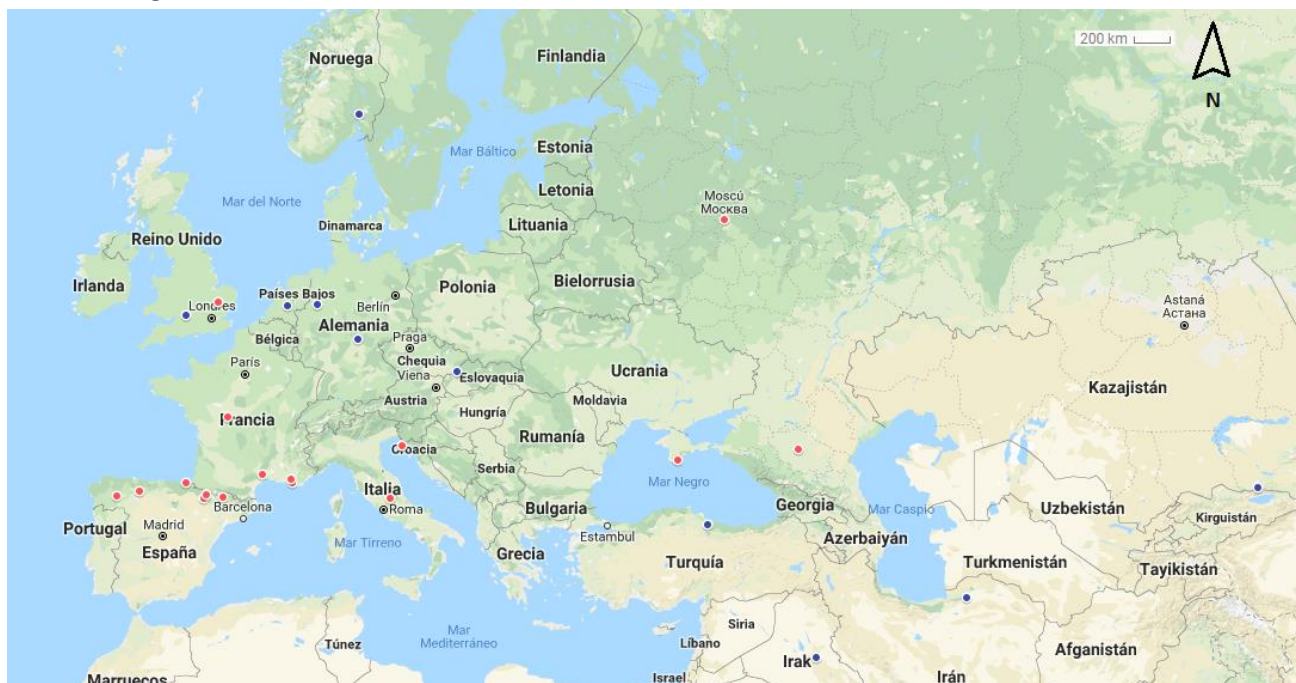 200 km
N
Noruega
Finlandia
Estonia
Mar Báltico
Letonia
Moscú
Москва
Mar del Norte
Dinamarca
Lituania
Reino Unido
Irlanda
Bielorrusia
Países Bajos
Polonia
Londres
Berlín
Astaná
Астана
Alemania
Bélgica
Praga
Chequia
París
Viena
Eslovaquia
Ucrania
Kazajistán
Austria
Moldavia
Hungría
Francia
Rumanía
Croacia
Serbia
Mar Negro
Italia
Barcelona
Roma
Bulgaria
Georgia
Mar Caspio
Uzbekistán
Kirguistán
Portugal
Madrid
España
Mar Tirreno
Estambul
Azerbaiyán
Grecia
Turquía
Turkmenistán
Tayikistán
Siria
Mar
Mediterráneo
Túnez
Líbano
Irak
Afganistán
Israel
Irán
Marruecos